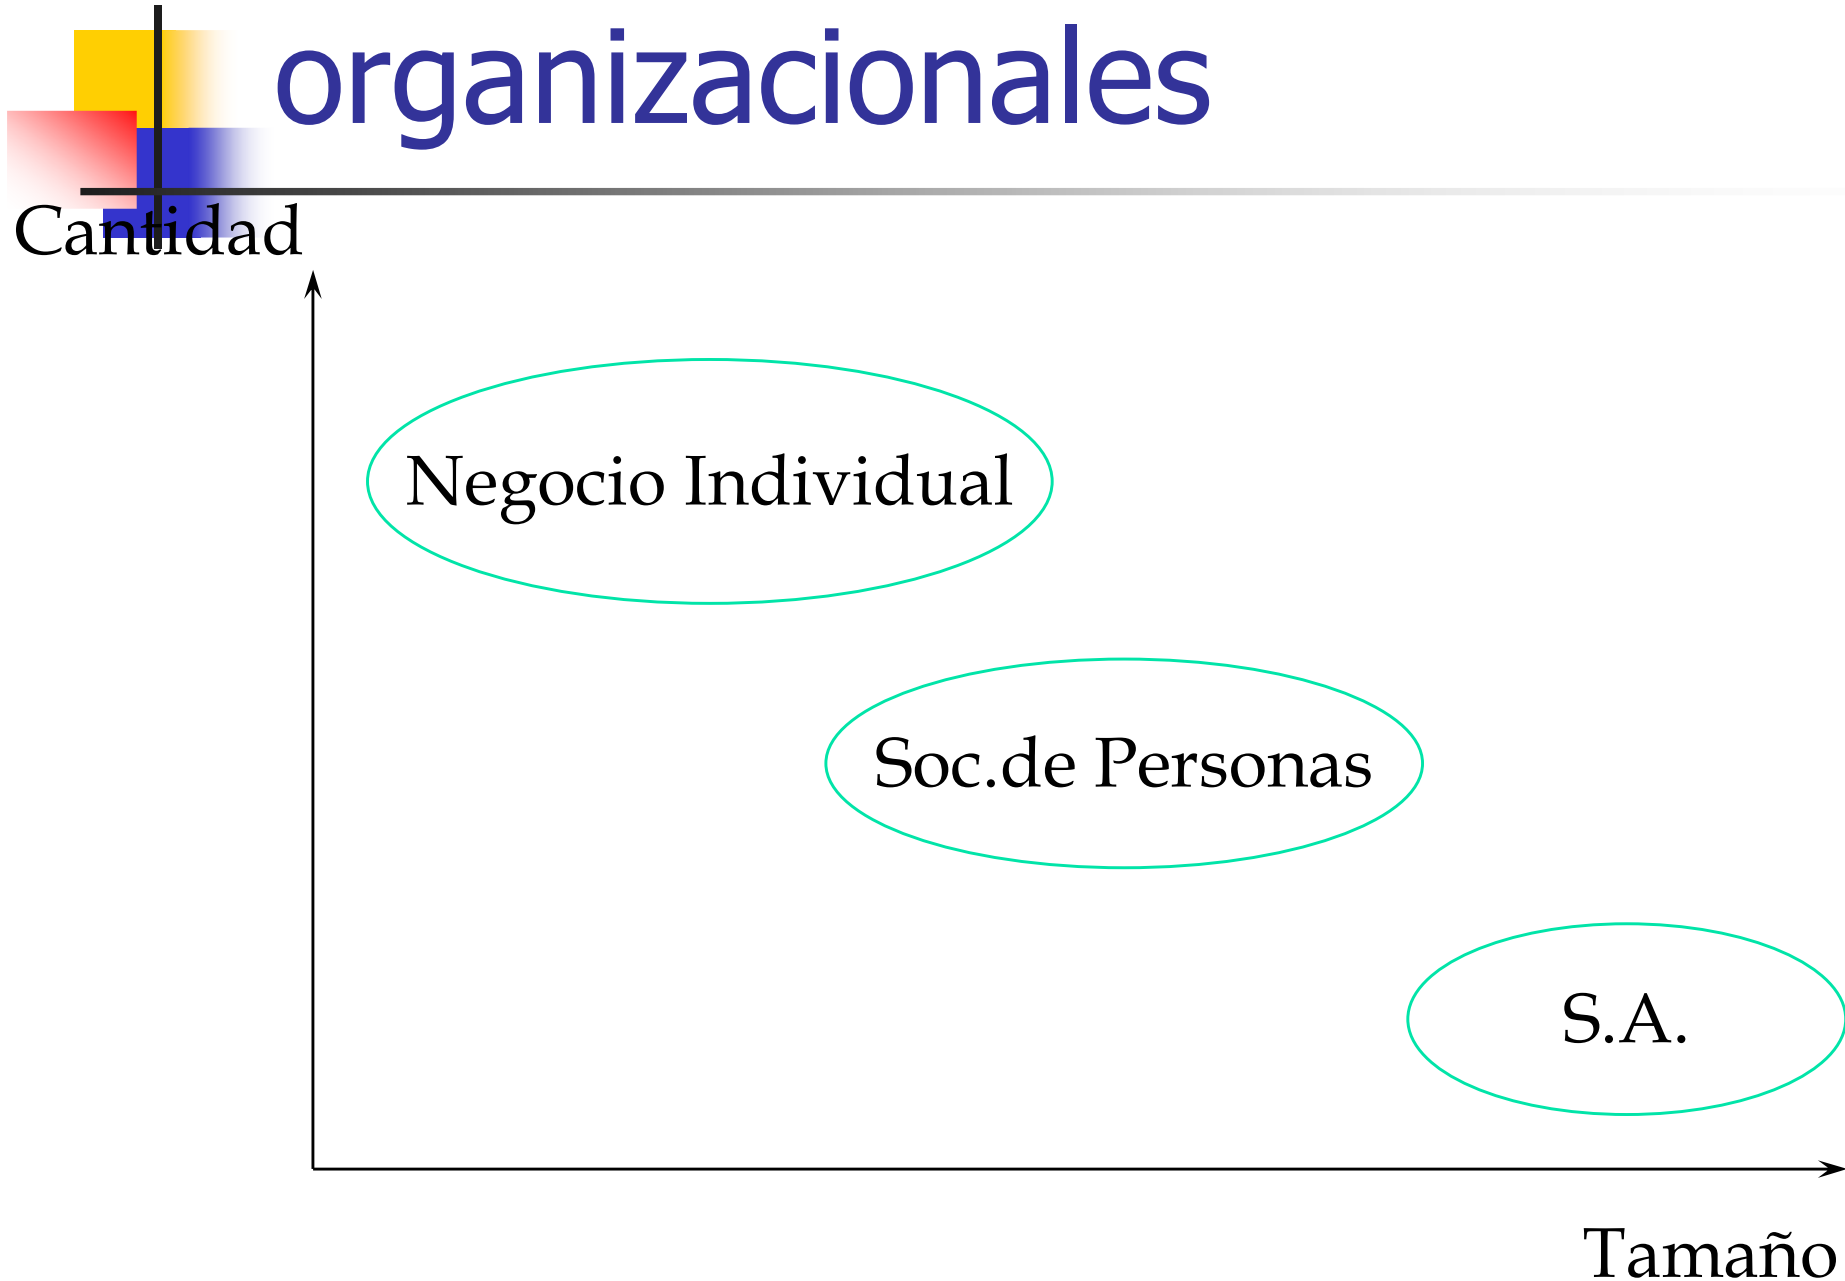 organizacionales
Cantidad
Negocio Individual
Soc.de Personas
S.A.
Tamaño